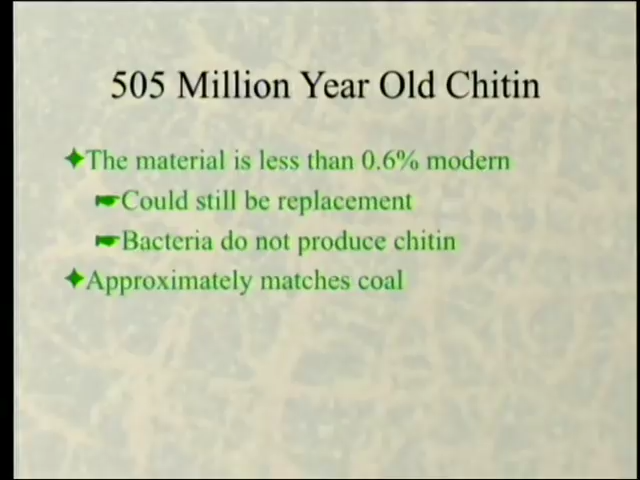 505 Million Year Old Chitin
The material is less than 0.6% modern
Could still be replacement
Bacteria do not produce chitin
Approximately matches coal